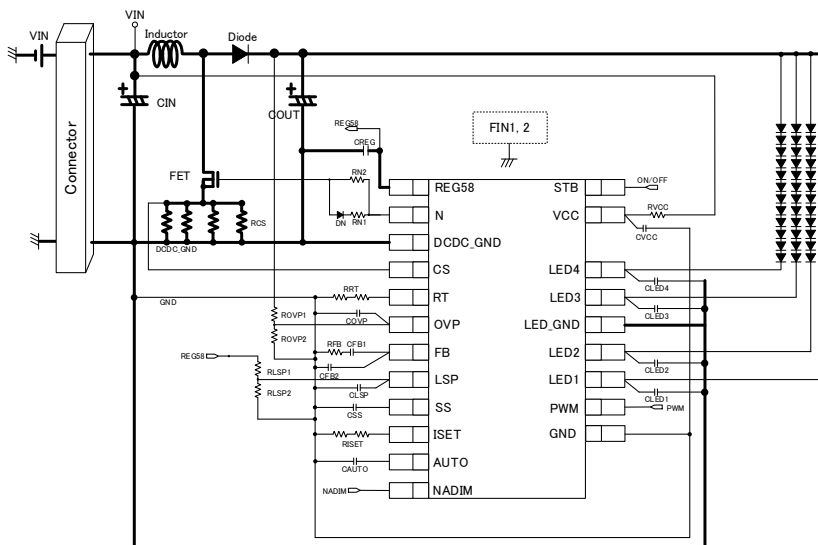 VIN
VIN
Inductor
Diode
CIN
COUT
Connector
REG58
CREG
FIN1, 2
FET
RN2
DN
RN1
RCS
DCDC_GND
REG58
N
DCDC_GND
CS
RT
OVP
FB
LSP
SS
ISET
AUTO
NADIM
STB
VCC
LED4
LED3
LED_GND
LED2
LED1
PWM
GND
ON/OFF
RVCC
CVCC
CLED4
CLED3
CLED2
CLED1
PWM
GND
RRT
ROVP1
COVP
ROVP2
RFB
CFB1
REG58
RLSP1
CFB2
RLSP2
CLSP
CSS
RISET
CAUTO
NADIM